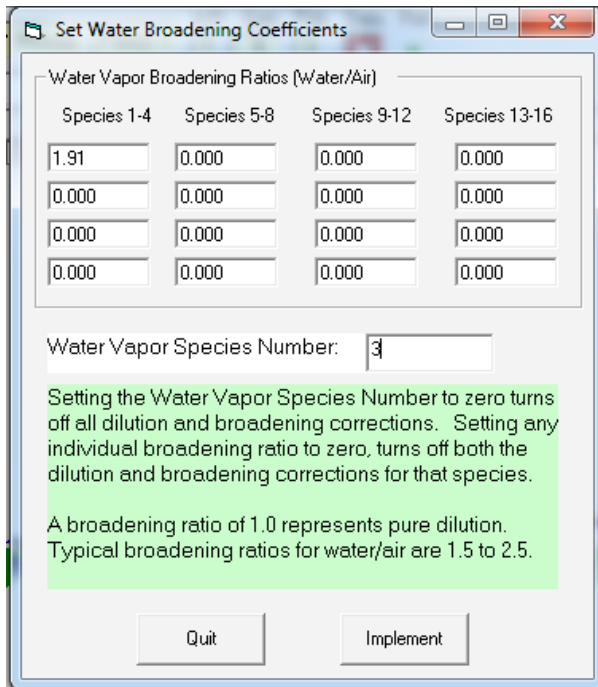 Set Water Broadening Coefficients
Water Vapor Broadening Ratios (Water/Air)
Species 1-4 Species 5-8 Species 9-12 Species 13-16
1.91 0.000 0.000 0.000
0.000 0.000 0.000 0.000
0.000 0.000 0.000 0.000
0.000 0.000 0.000 0.000
Water Vapor Species Number: 3
Setting the Water Vapor Species Number to zero turns
off all dilution and broadening corrections. Setting any
individual broadening ratio to zero, turns off both the
dilution and broadening corrections for that species.
A broadening ratio of 1.0 represents pure dilution.
Typical broadening ratios for water/air are 1.5 to 2.5.
Quit Implement